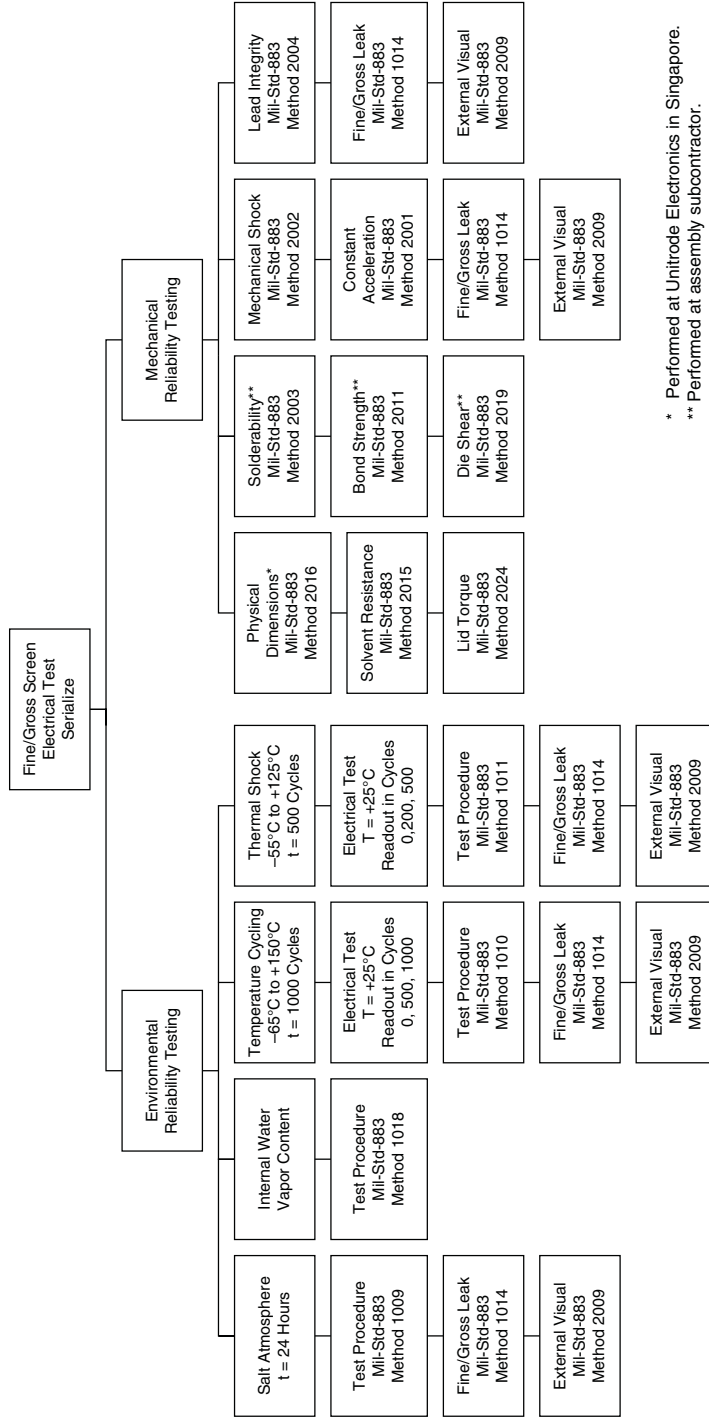 Fine/Gross Screen
Electrical Test
Serialize
Environmental
Reliability Testing
Salt Atmosphere
t = 24 Hours
Test Procedure
Mil-Std-883
Method 1009
Fine/Gross Leak
Mil-Std-883
Method 1014
External Visual
Mil-Std-883
Method 2009
Internal Water
Vapor Content
Test Procedure
Mil-Std-883
Method 1018
Temperature Cycling
–65°C to +150°C
t = 1000 Cycles
Electrical Test
T = +25°C
Readout in Cycles
0, 500, 1000
Test Procedure
Mil-Std-883
Method 1010
Fine/Gross Leak
Mil-Std-883
Method 1014
External Visual
Mil-Std-883
Method 2009
Thermal Shock
–55°C to +125°C
t = 500 Cycles
Electrical Test
T = +25°C
Readout in Cycles
0,200, 500
Test Procedure
Mil-Std-883
Method 1011
Fine/Gross Leak
Mil-Std-883
Method 1014
External Visual
Mil-Std-883
Method 2009
Mechanical
Reliability Testing
Physical
Dimensions*
Mil-Std-883
Method 2016
Solvent Resistance
Mil-Std-883
Method 2015
Lid Torque
Mil-Std-883
Method 2024
Solderability**
Mil-Std-883
Method 2003
Bond Strength**
Mil-Std-883
Method 2011
Die Shear**
Mil-Std-883
Method 2019
Mechanical Shock
Mil-Std-883
Method 2002
Constant
Acceleration
Mil-Std-883
Method 2001
Fine/Gross Leak
Mil-Std-883
Method 1014
External Visual
Mil-Std-883
Method 2009
Lead Integrity
Mil-Std-883
Method 2004
Fine/Gross Leak
Mil-Std-883
Method 1014
External Visual
Mil-Std-883
Method 2009
* Performed at Unitrode Electronics in Singapore.
** Performed at assembly subcontractor.